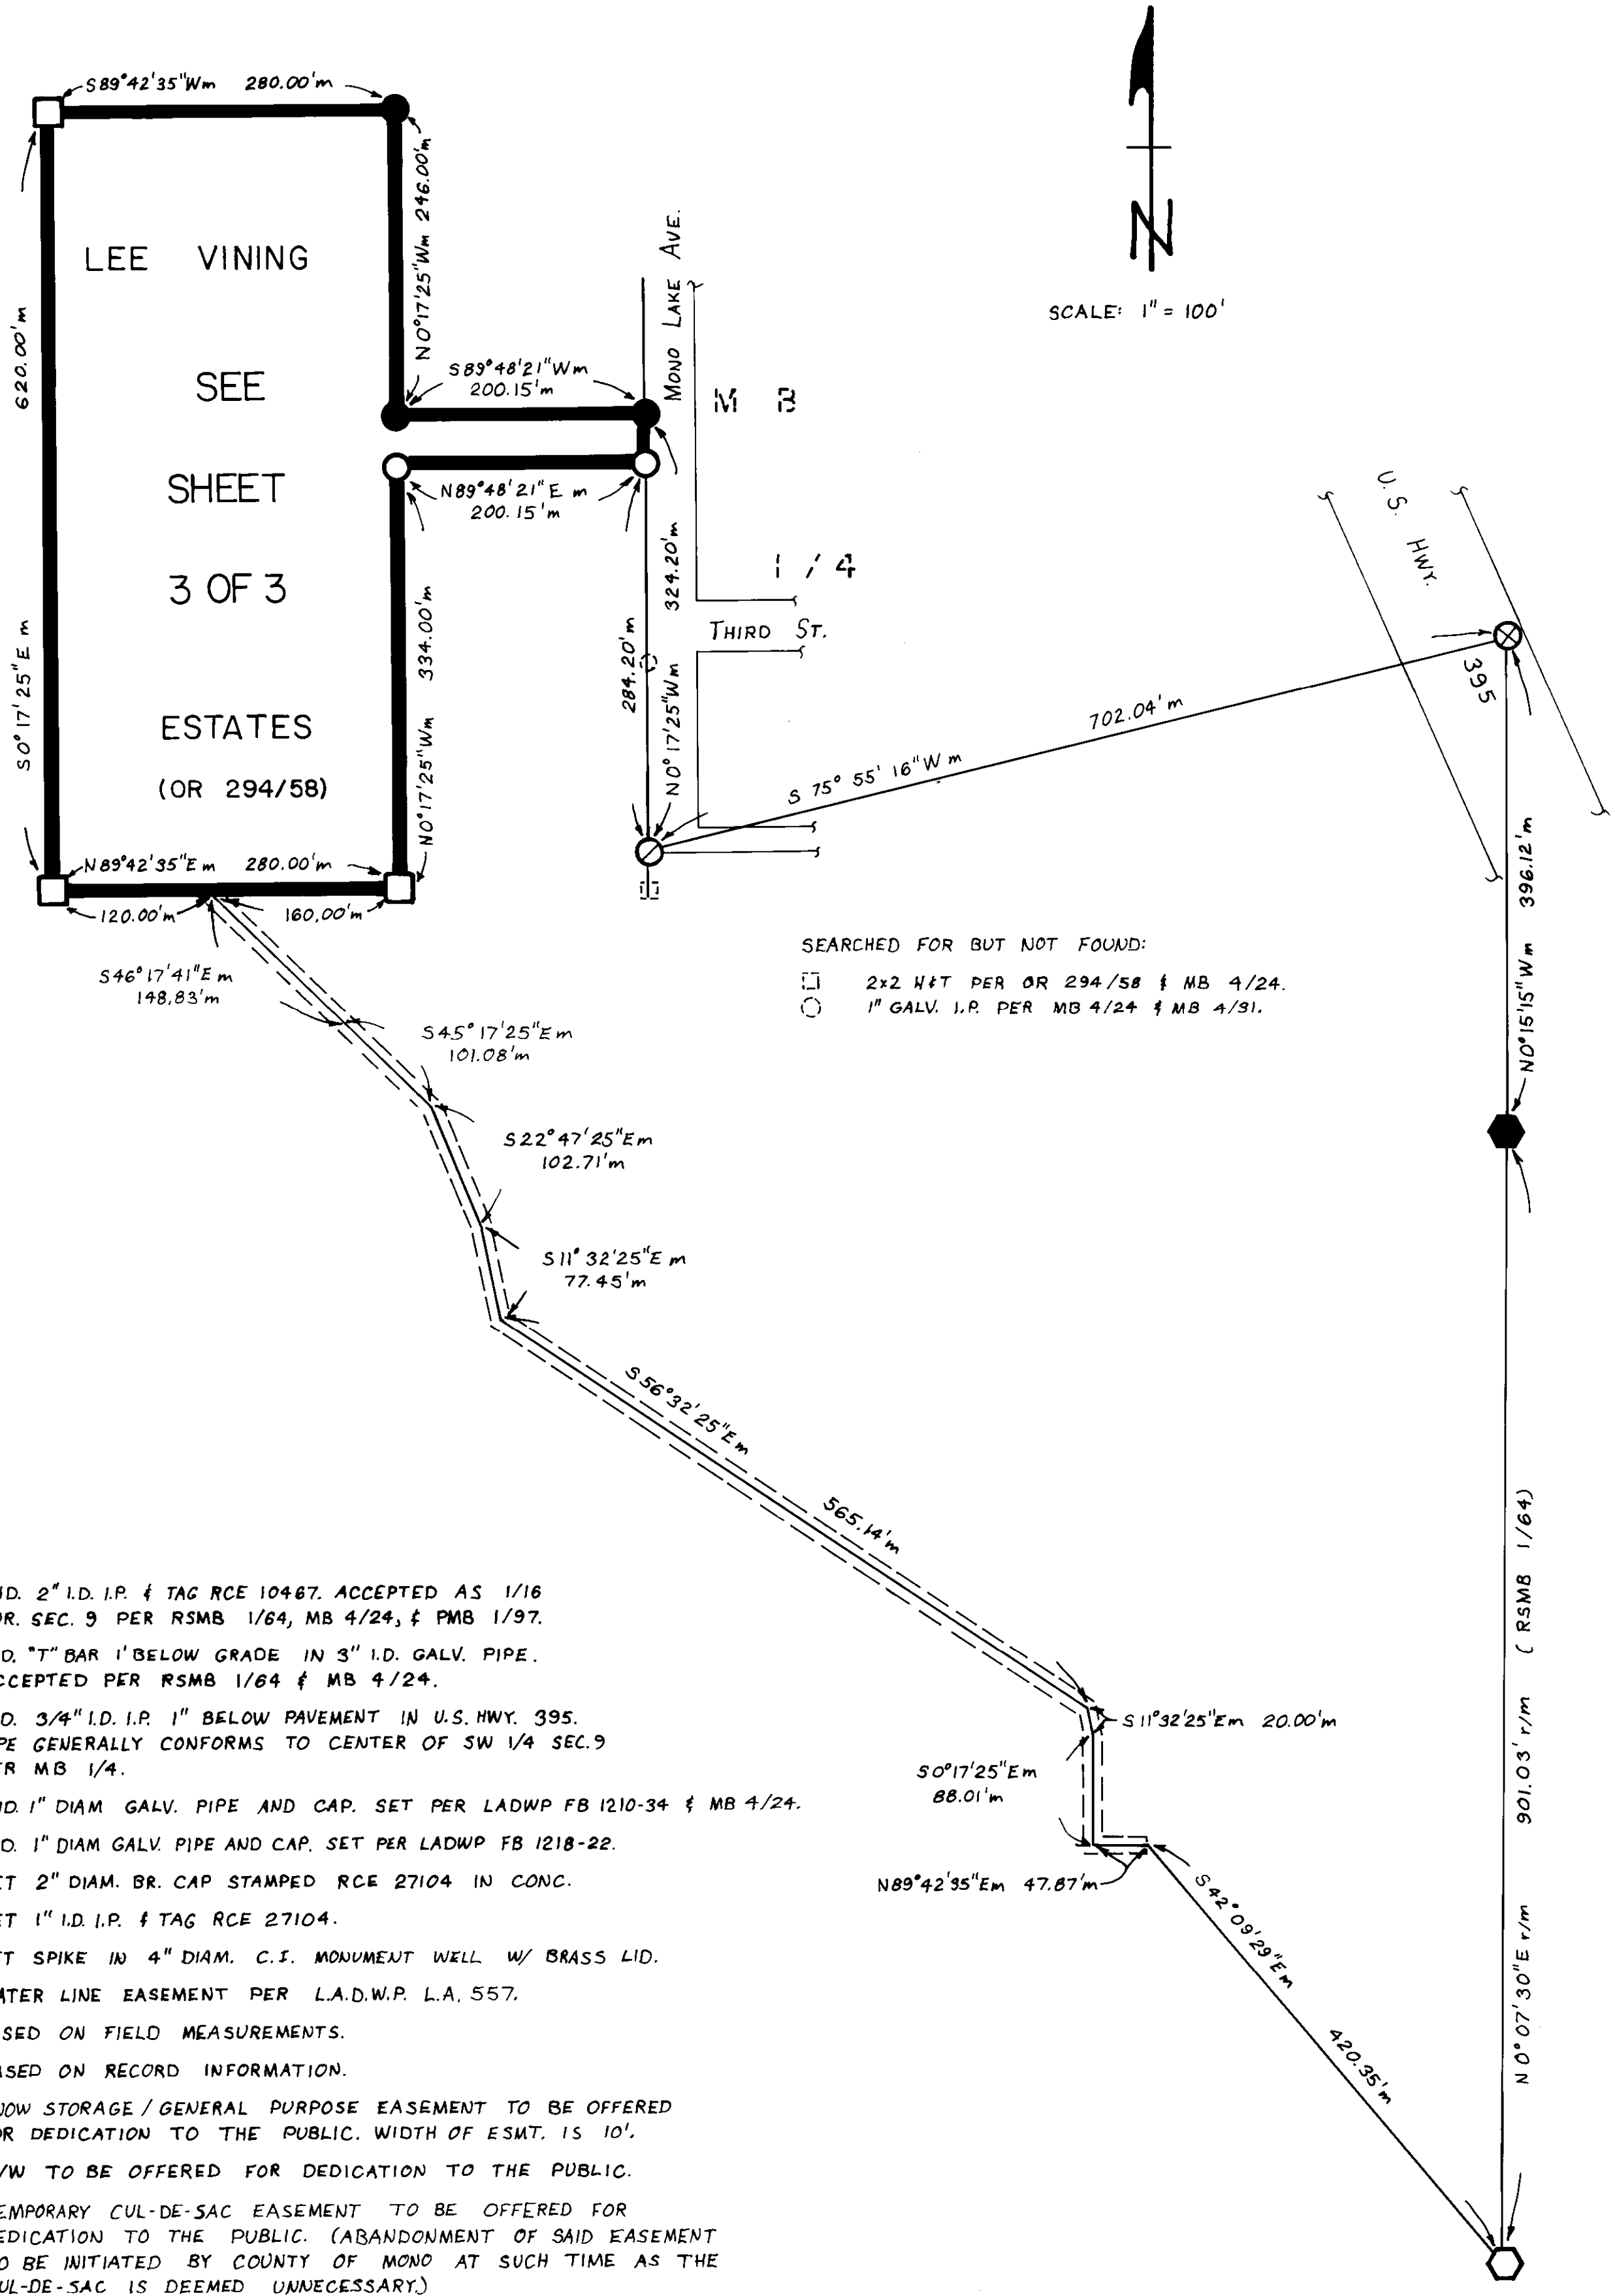 S89°42'35"Wm 280.00'm
N0°17'25"Wm 246.00'm
620.00'm
S0°17'25"E m
LEE VINING
SEE
SHEET
3 OF 3
ESTATES
(OR 294/58)
S89°48'21"Wm
200.15'm
MONO LAKE AVE.
M B
1/4
N89°48'21"E m
200.15'm
334.00'm
N0°17'25"Wm
324.20'm
284.20'm
N0°17'25"Wm
THIRD ST.
N
SCALE: 1" = 100'
U.S. HWY.
395
702.04'm
S 75° 55' 16"W m
396.12'm
N0°15'15"Wm
N89°42'35"E m 280.00'm
120.00'm
160.00'm
SEARCHED FOR BUT NOT FOUND:
2x2 H&T PER OR 294/58 & MB 4/24.
1" GALV. I.P. PER MB 4/24 & MB 4/31.
S46°17'41"E m
148.83'm
S45°17'25"E m
101.08'm
S22°47'25"Em
102.71'm
S11°32'25"E m
77.45'm
S56°32'25"Em
565.14'm
S11°32'25"Em 20.00'm
S0°17'25"Em
88.01'm
N89°42'35"Em 47.87'm
S42°09'29"Em
420.35'm
(RSMB 1/64)
901.03' r/m
N0°07'30"E r/m
D. 2" I.D. I.P. & TAG RCE 10467. ACCEPTED AS 1/16
R. SEC. 9 PER RSMB 1/64, MB 4/24, & PMB 1/97.
D. "T" BAR 1' BELOW GRADE IN 3" I.D. GALV. PIPE.
CCEPTED PER RSMB 1/64 & MB 4/24.
D. 3/4" I.D. I.P. 1" BELOW PAVEMENT IN U.S. HWY. 395.
PE GENERALLY CONFORMS TO CENTER OF SW 1/4 SEC.9
R MB 1/4.
D. 1" DIAM GALV. PIPE AND CAP. SET PER LADWP FB 1210-34 & MB 4/24.
D. 1" DIAM GALV. PIPE AND CAP. SET PER LADWP FB 1218-22.
T 2" DIAM. BR. CAP STAMPED RCE 27104 IN CONC.
T 1" I.D. I.P. & TAG RCE 27104.
T SPIKE IN 4" DIAM. C.I. MONUMENT WELL W/ BRASS LID.
ATER LINE EASEMENT PER L.A.D.W.P. L.A. 557.
SED ON FIELD MEASUREMENTS.
SED ON RECORD INFORMATION.
NOW STORAGE / GENERAL PURPOSE EASEMENT TO BE OFFERED
R DEDICATION TO THE PUBLIC. WIDTH OF ESMT. IS 10'.
/W TO BE OFFERED FOR DEDICATION TO THE PUBLIC.
EMPORARY CUL-DE-SAC EASEMENT TO BE OFFERED FOR
EDICATION TO THE PUBLIC. (ABANDONMENT OF SAID EASEMENT
O BE INITIATED BY COUNTY OF MONO AT SUCH TIME AS THE
UL-DE-SAC IS DEEMED UNNECESSARY.)